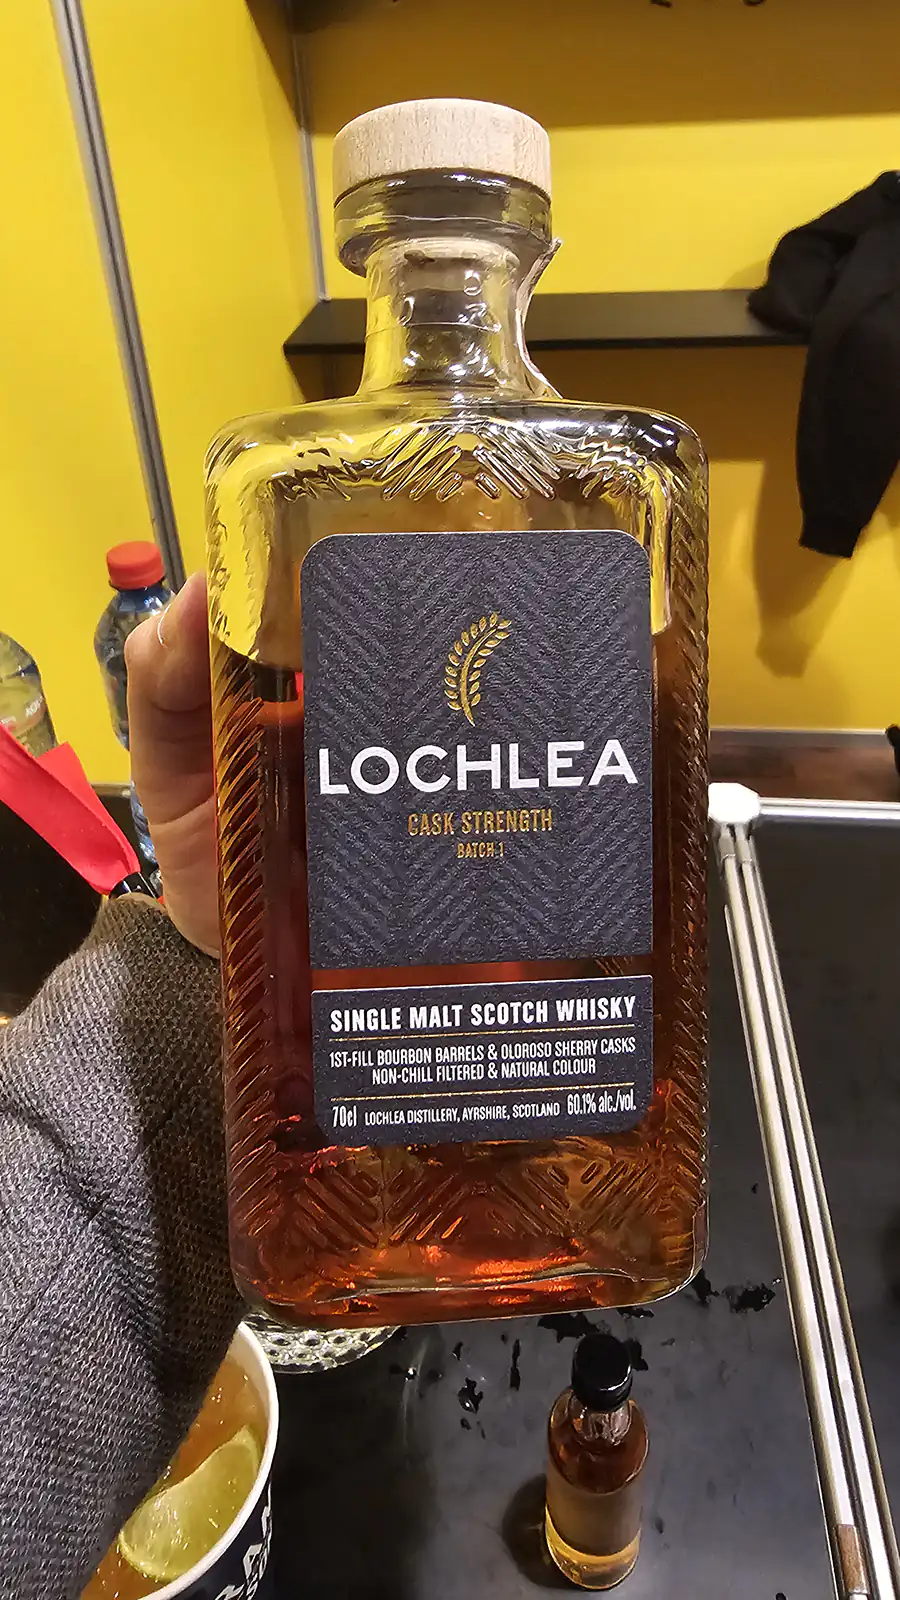 LOCHLEA
CASK STRENGTH
BATCH 1
SINGLE MALT SCOTCH WHISKY
1ST-FILL BOURBON BARRELS & OLOROSO SHERRY CASKS
NON-CHILL FILTERED & NATURAL COLOUR
70cl LOCHLEA DISTILLERY, AYRSHIRE, SCOTLAND 60.1% alc./vol.